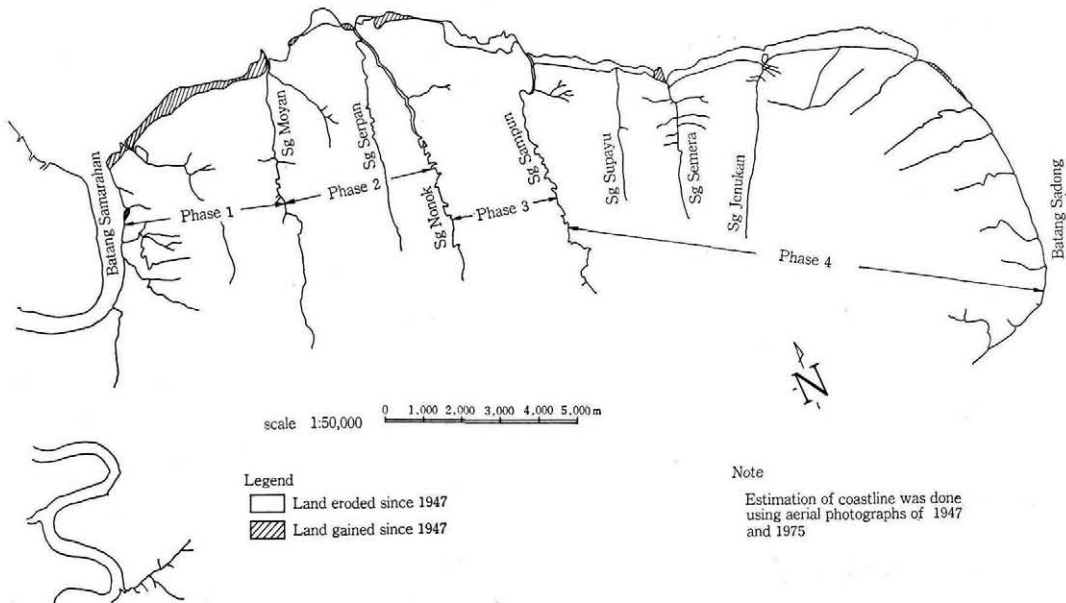 Batang Samarahan
Phase 1
Sg Moyan
Phase 2
Sg Serpan
Sg Nonok
Phase 3
Sg Sampun
Sg Supayu
Sg Semera
Sg Jenukan
Phase 4
Batang Sadong
N
scale 1:50,000
0 1,000 2,000 3,000 4,000 5,000 m
Legend
Land eroded since 1947
Land gained since 1947
Note
Estimation of coastline was done
using aerial photographs of 1947
and 1975